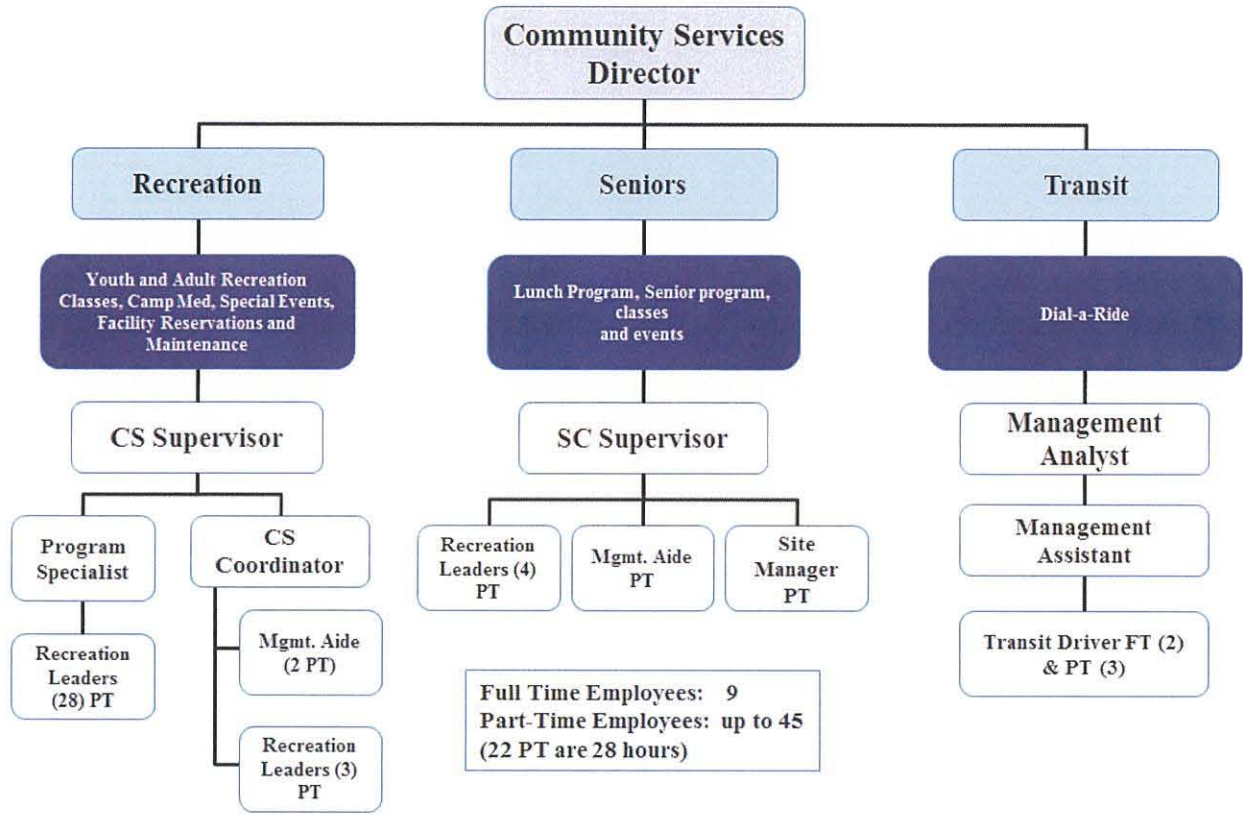 Community Services
Director
Recreation
Seniors
Transit
Youth and Adult Recreation
Classes, Camp Med, Special Events,
Facility Reservations and
Maintenance
Lunch Program, Senior program,
classes
and events
Dial-a-Ride
CS Supervisor
SC Supervisor
Management
Analyst
Program
Specialist
CS
Coordinator
Recreation
Leaders (4)
PT
Mgmt. Aide
PT
Site
Manager
PT
Management
Assistant
Recreation
Leaders
(28) PT
Mgmt. Aide
(2 PT)
Recreation
Leaders (3)
PT
Transit Driver FT (2)
& PT (3)
Full Time Employees: 9
Part-Time Employees: up to 45
(22 PT are 28 hours)